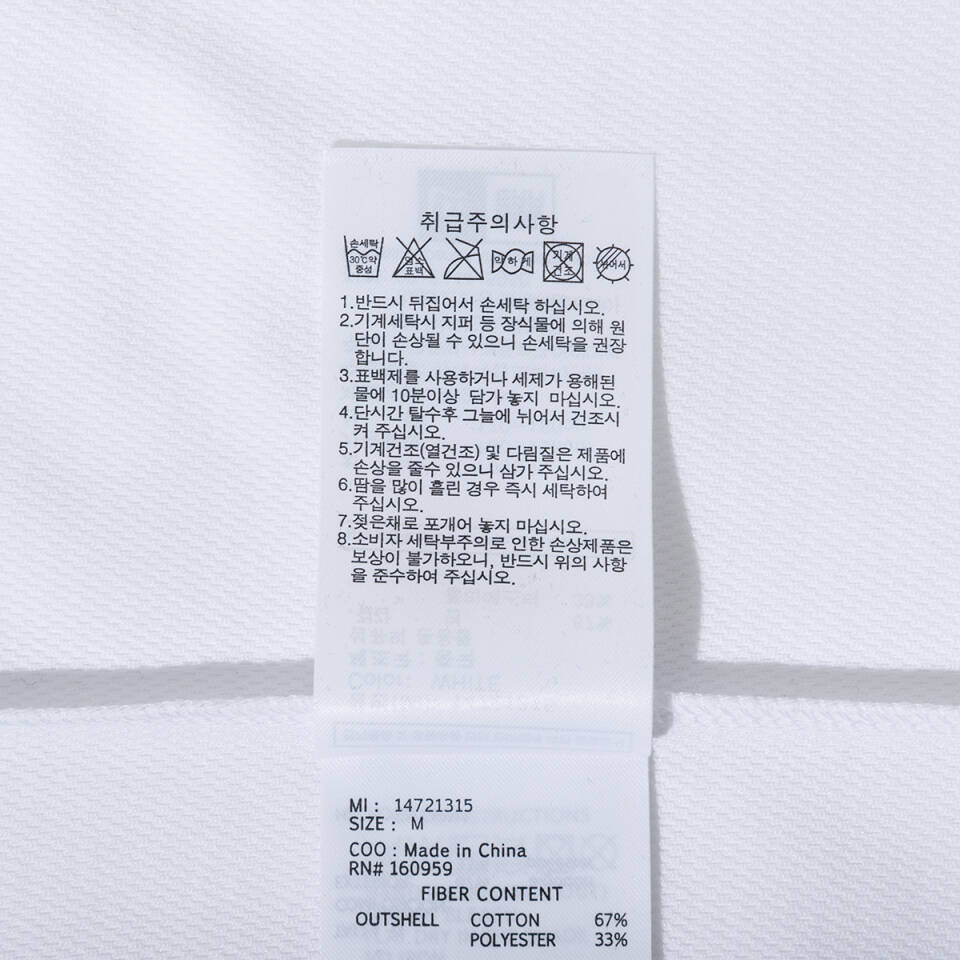 취급주의사항
손세탁 30℃약 중성 염소 표백 약하게 기계 건조 뉘어서
1.반드시 뒤집어서 손세탁 하십시오.
2.기계세탁시 지퍼 등 장식물에 의해 원
단이 손상될 수 있으니 손세탁을 권장
합니다.
3.표백제를 사용하거나 세제가 용해된
물에 10분이상 담가 놓지 마십시오.
4.단시간 탈수후 그늘에 뉘어서 건조시
켜 주십시오.
5.기계건조(열건조) 및 다림질은 제품에
손상을 줄수 있으니 삼가 주십시오.
6.땀을 많이 흘린 경우 즉시 세탁하여
주십시오.
7.젖은채로 포개어 놓지 마십시오.
8.소비자 세탁부주의로 인한 손상제품은
보상이 불가하오니, 반드시 위의 사항
을 준수하여 주십시오.
MI : 14721315
SIZE : M
COO : Made in China
RN# 160959
FIBER CONTENT
OUTSHELL COTTON 67%
POLYESTER 33%